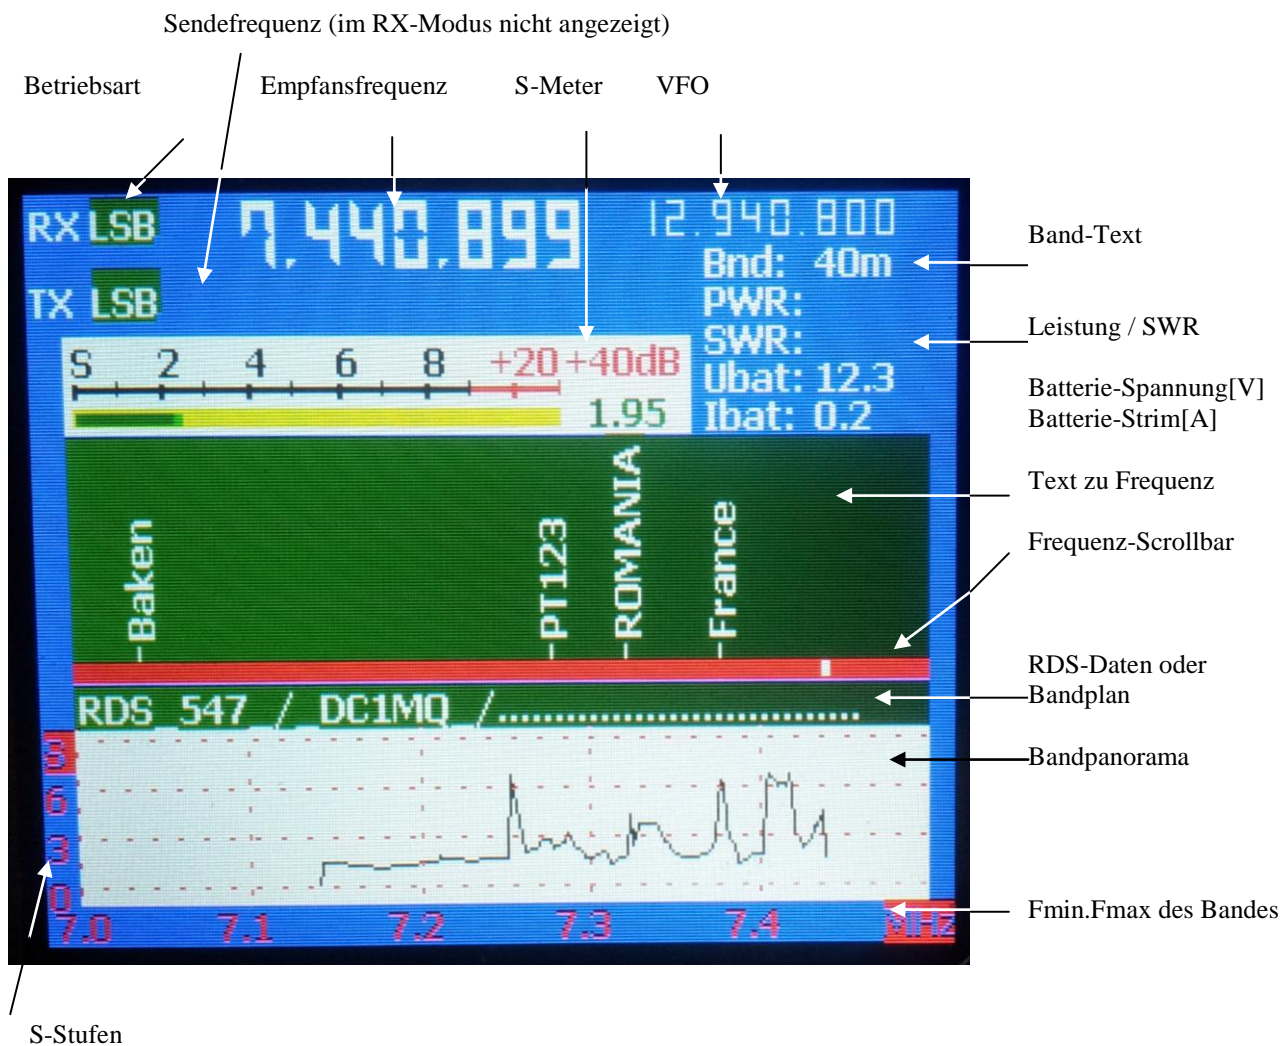 Sendefrequenz (im RX-Modus nicht angezeigt)
Betriebsart
Empfansfrequenz
S-Meter
VFO
RX LSB
7.440.899
12.940.800
TX LSB
Bnd: 40m
PWR:
SWR:
Ubat: 12.3
Ibat: 0.2
S 2 4 6 8 +20 +40dB
1.95
-Baken
-PT123
-ROMANIA
-France
RDS 547 / DC1MQ /..............................
8
6
3
0
7.0 7.1 7.2 7.3 7.4 MHz
Band-Text
Leistung / SWR
Batterie-Spannung[V]
Batterie-Strim[A]
Text zu Frequenz
Frequenz-Scrollbar
RDS-Daten oder
Bandplan
Bandpanorama
Fmin.Fmax des Bandes
S-Stufen